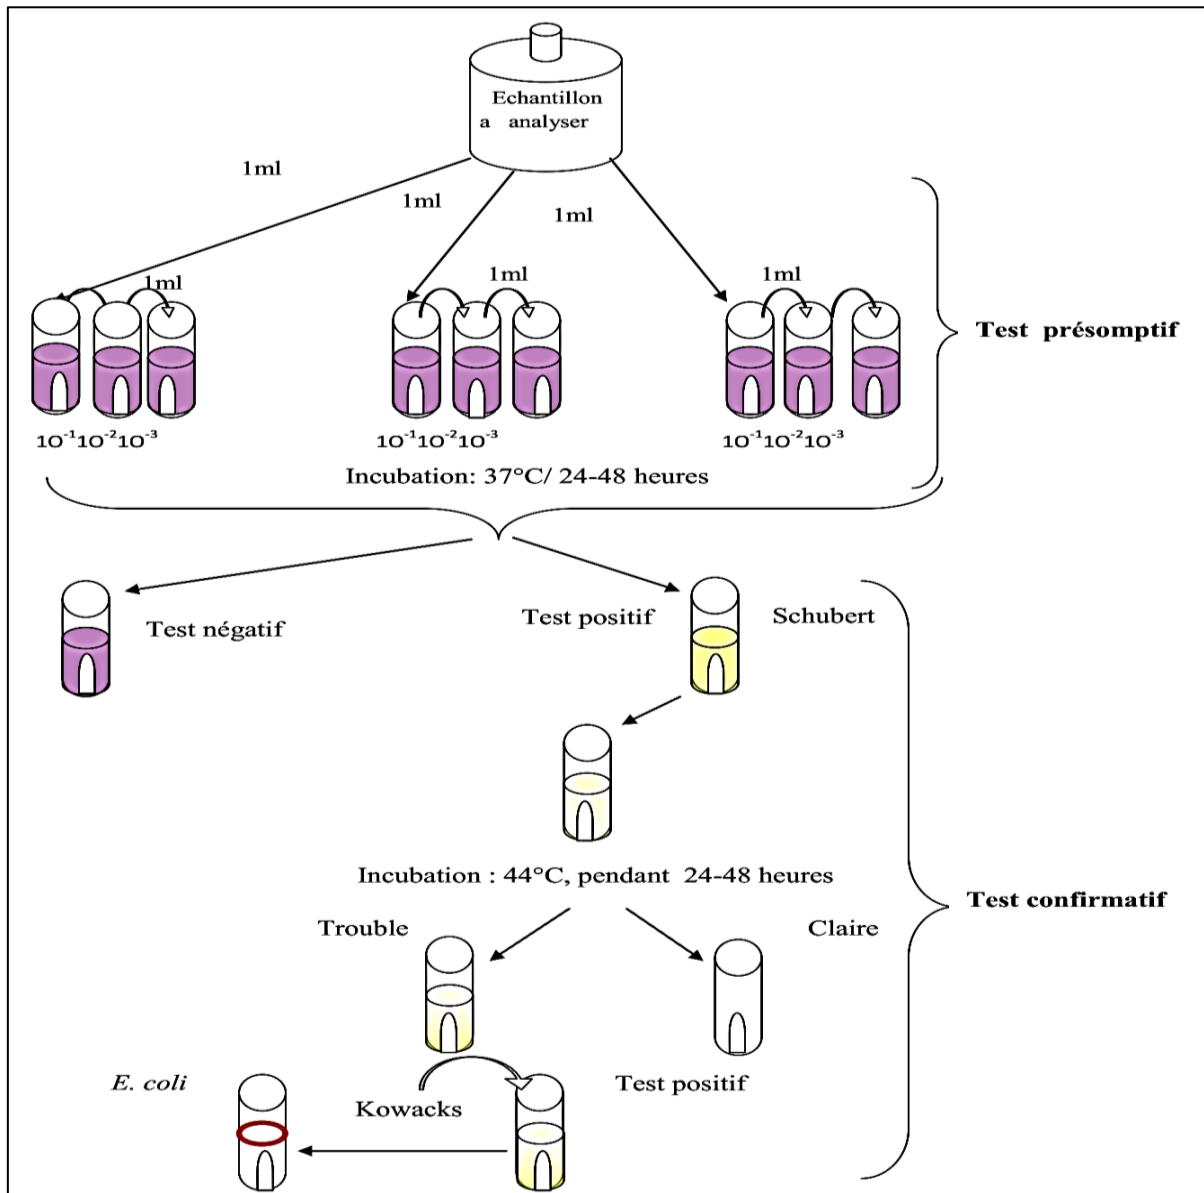 Echantillon
a analyser
1ml
1ml
1ml
1ml
1ml
1ml
Test présomptif
10⁻¹10⁻²10⁻³
10⁻¹10⁻²10⁻³
10⁻¹10⁻²10⁻³
Incubation: 37°C/ 24-48 heures
Test négatif
Test positif
Schubert
Incubation : 44°C, pendant 24-48 heures
Test confirmatif
Trouble
Claire
E. coli
Kowacks
Test positif